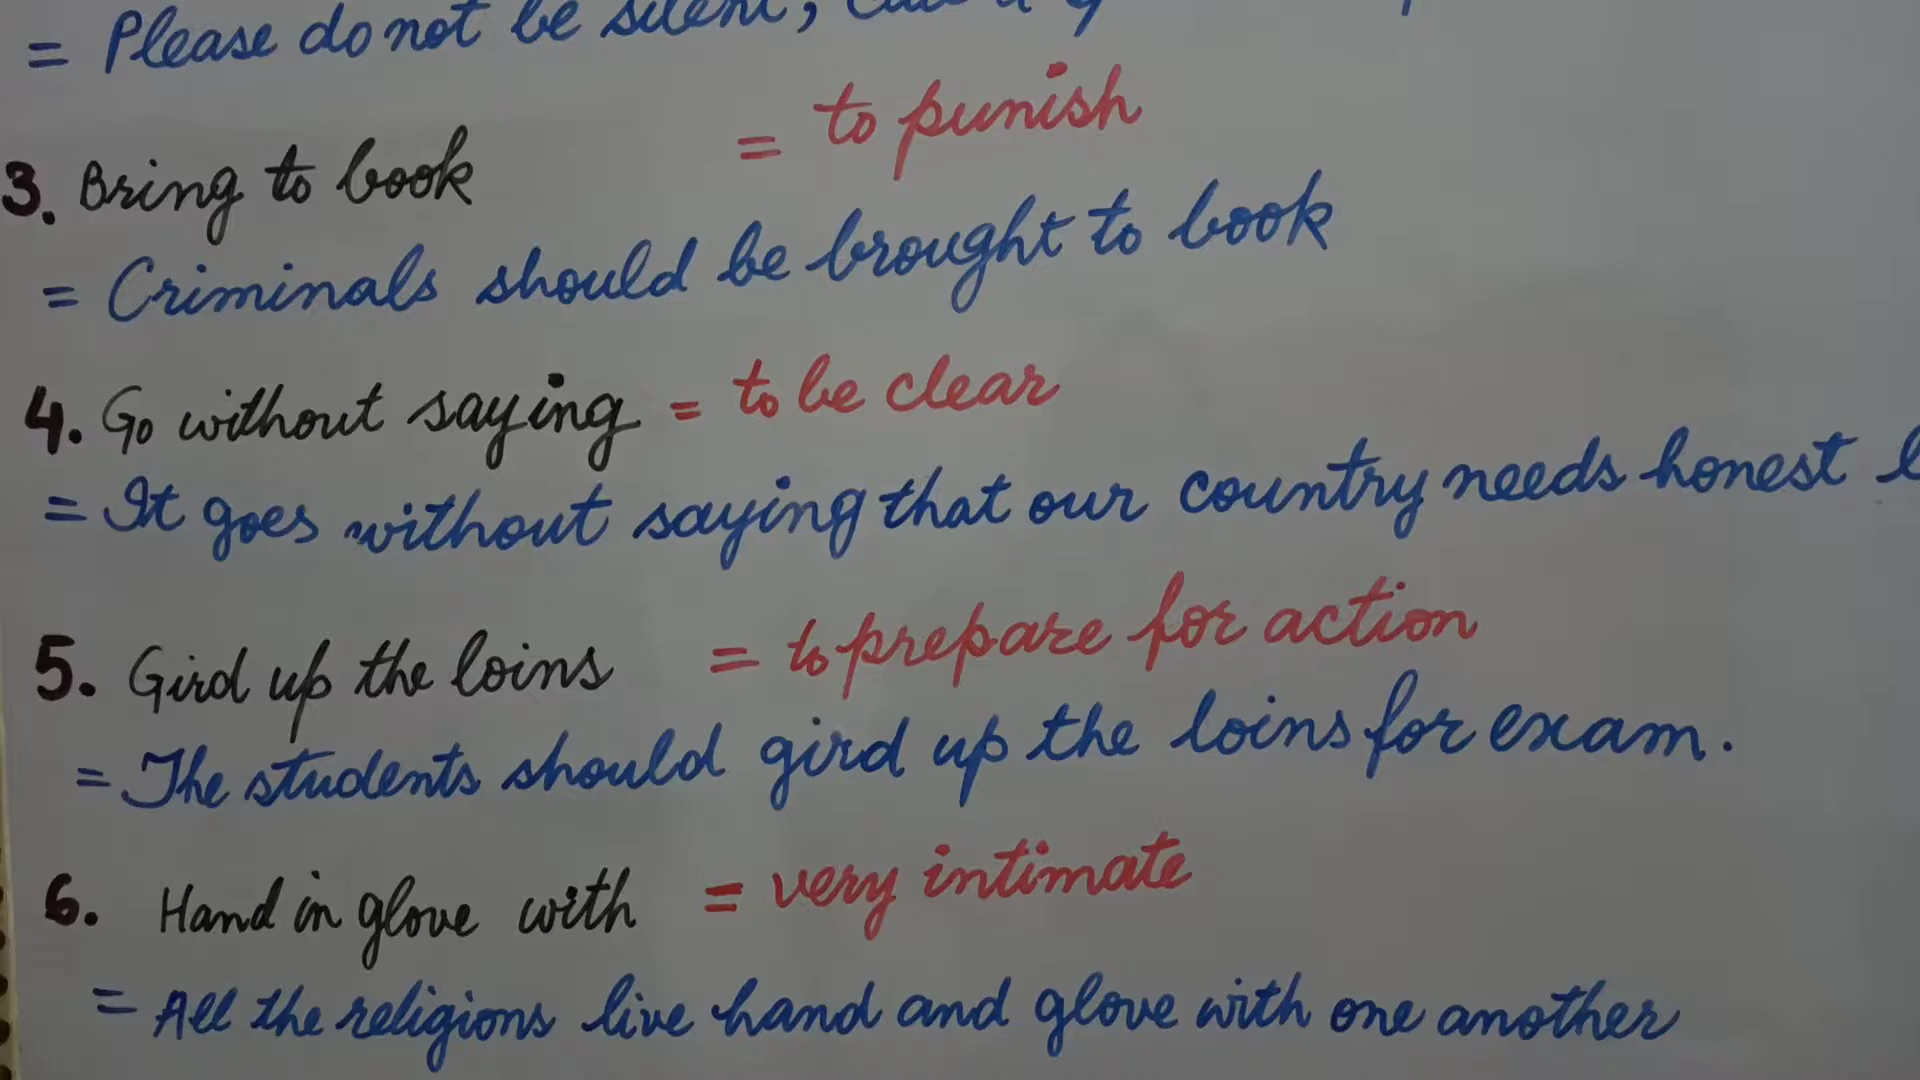 = Please do not be silent,
= to punish
3. Bring to book
= Criminals should be brought to book
4. Go without saying = to be clear
= It goes without saying that our country needs honest
5. Gird up the loins = to prepare for action
= The students should gird up the loins for exam.
6. Hand in glove with = very intimate
= All the religions live hand and glove with one another